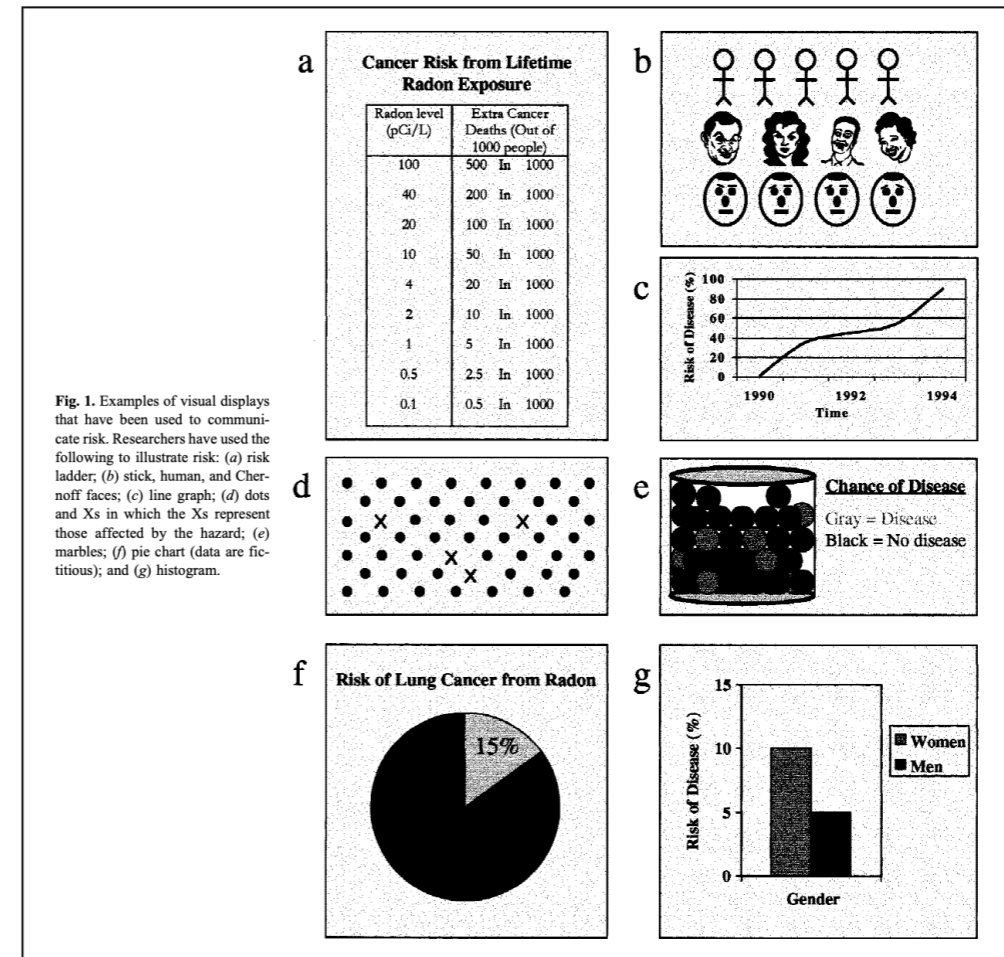 a
Cancer Risk from Lifetime
Radon Exposure
Radon level
(pCi/L)
Extra Cancer
Deaths (Out of
1000 people)
100 500 In 1000
40 200 In 1000
20 100 In 1000
10 50 In 1000
4 20 In 1000
2 10 In 1000
1 5 In 1000
0.5 2.5 In 1000
0.1 0.5 In 1000
b
c
Risk of Disease (%)
100
80
60
40
20
0
1990 1992 1994
Time
Fig. 1. Examples of visual displays
that have been used to communi-
cate risk. Researchers have used the
following to illustrate risk: (a) risk
ladder; (b) stick, human, and Cher-
noff faces; (c) line graph; (d) dots
and Xs in which the Xs represent
those affected by the hazard; (e)
marbles; (f) pie chart (data are fic-
titious); and (g) histogram.
d
X X
X
X
e
Chance of Disease
Gray = Disease
Black = No disease
f
Risk of Lung Cancer from Radon
15%
g
Risk of Disease (%)
15
10
5
0
Gender
Women
Men